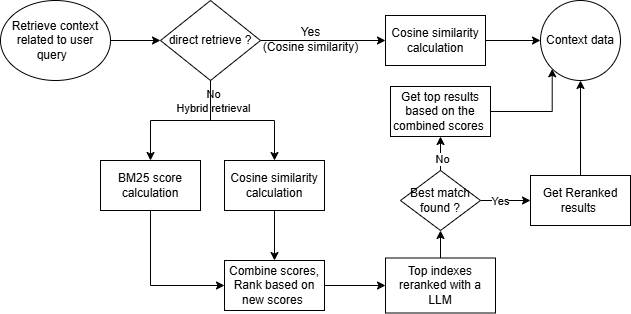 Retrieve context
related to user
query
direct retrieve ?
Yes
(Cosine similarity)
Cosine similarity
calculation
Context data
No
Hybrid retrieval
Get top results
based on the
combined scores
BM25 score
calculation
Cosine similarity
calculation
No
Best match
found ?
Yes
Get Reranked
results
Combine scores,
Rank based on
new scores
Top indexes
reranked with a
LLM